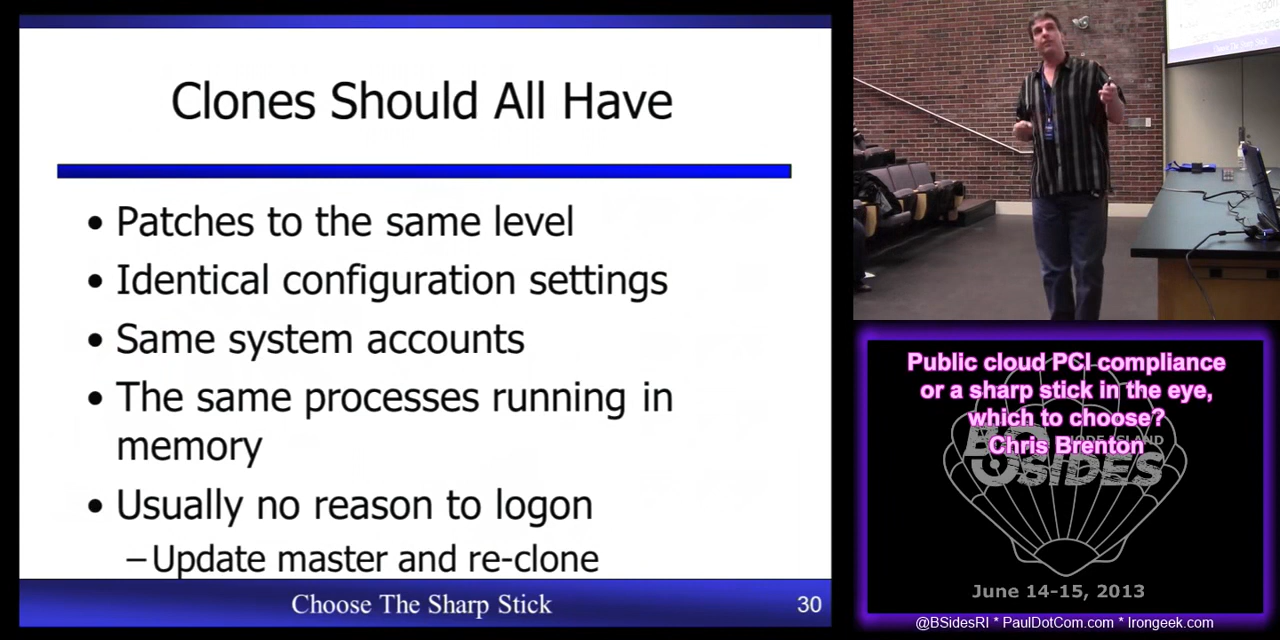 Clones Should All Have
• Patches to the same level
• Identical configuration settings
• Same system accounts
• The same processes running in
memory
• Usually no reason to logon
–Update master and re-clone
Choose The Sharp Stick
30
Public cloud PCI compliance
or a sharp stick in the eye,
which to choose?
Chris Brenton
BSIDES
June 14-15, 2013
@BSidesRI * PaulDotCom.com * Irongeek.com